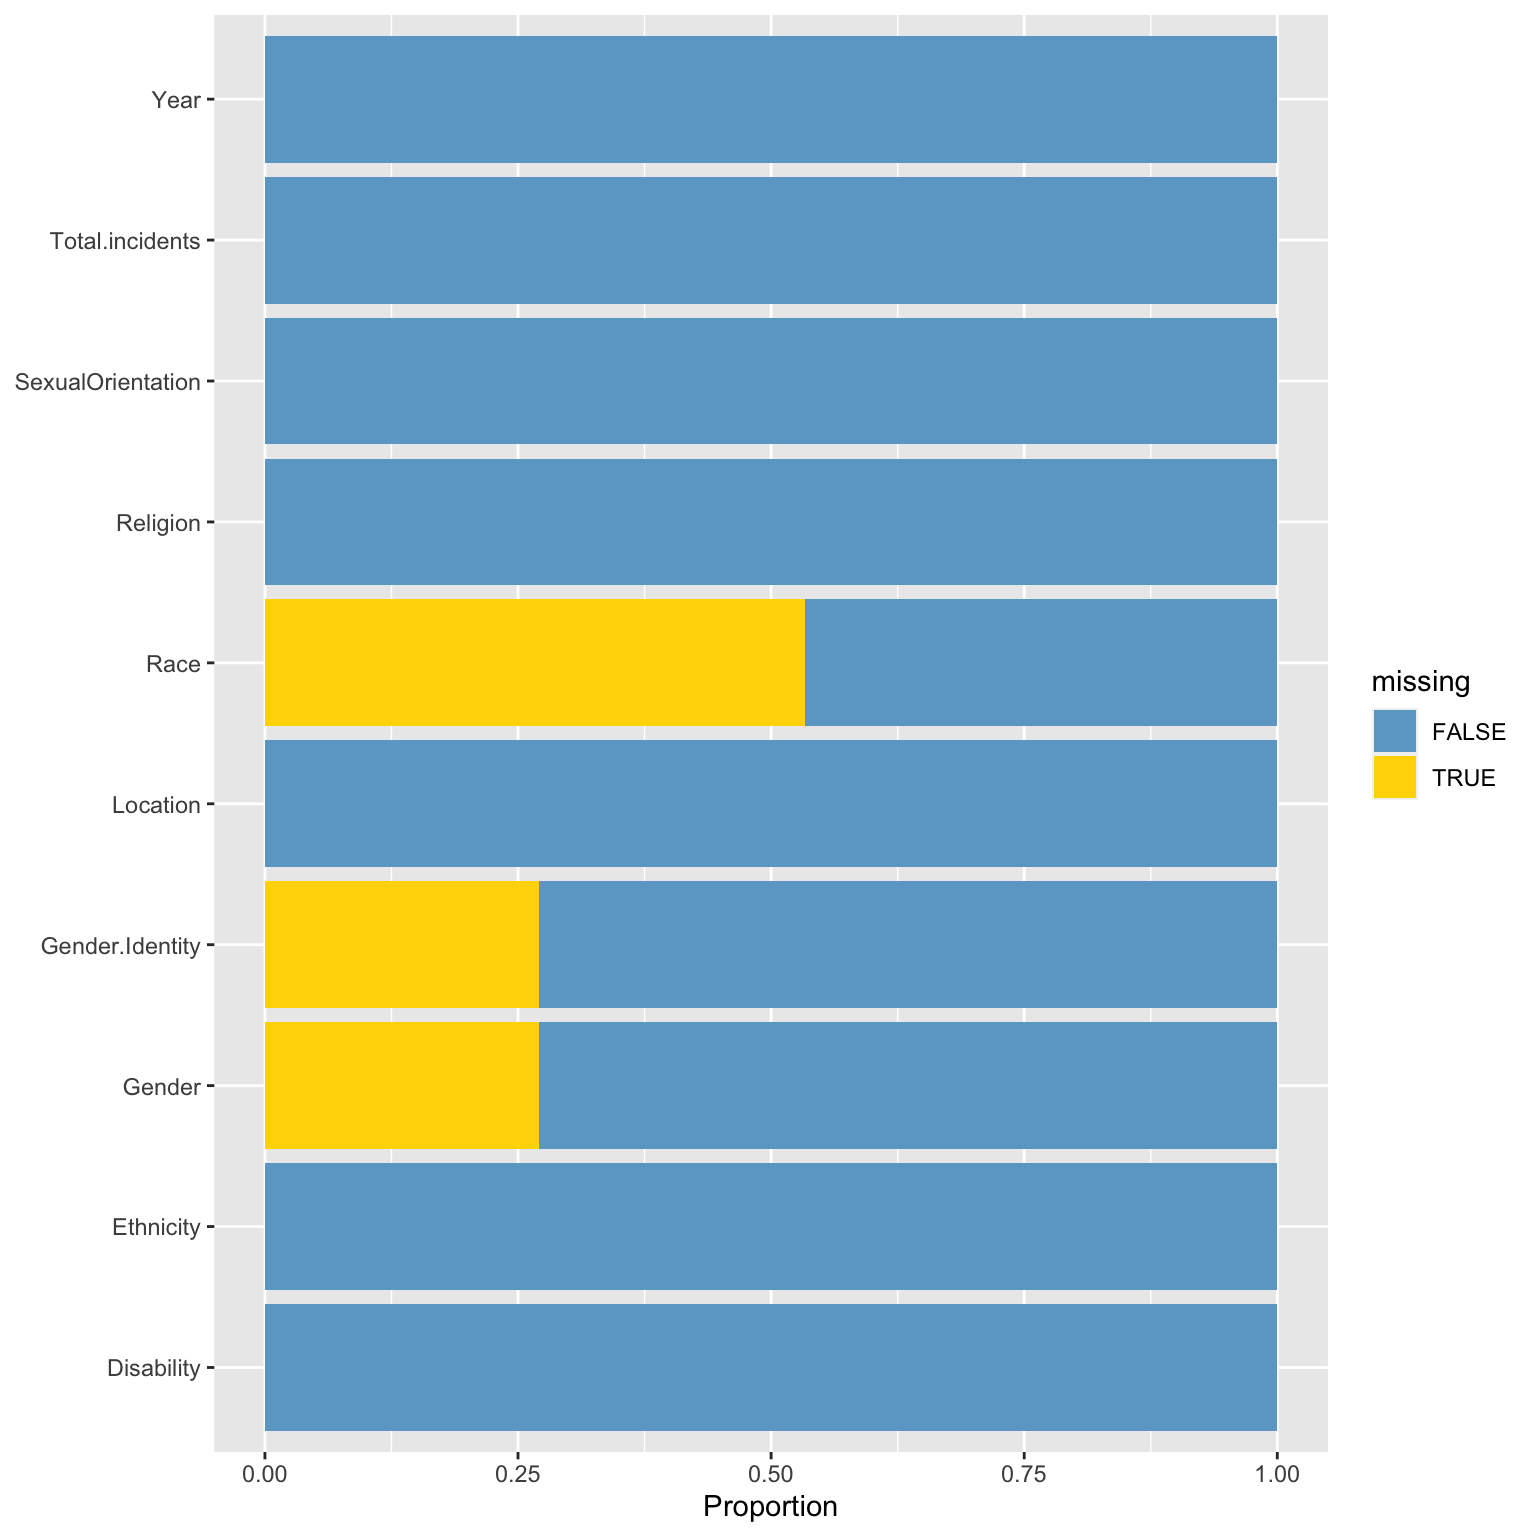 Year
Total.incidents
SexualOrientation
Religion
Race
Location
Gender.Identity
Gender
Ethnicity
Disability
0.00 0.25 0.50 0.75 1.00
Proportion
missing
FALSE
TRUE